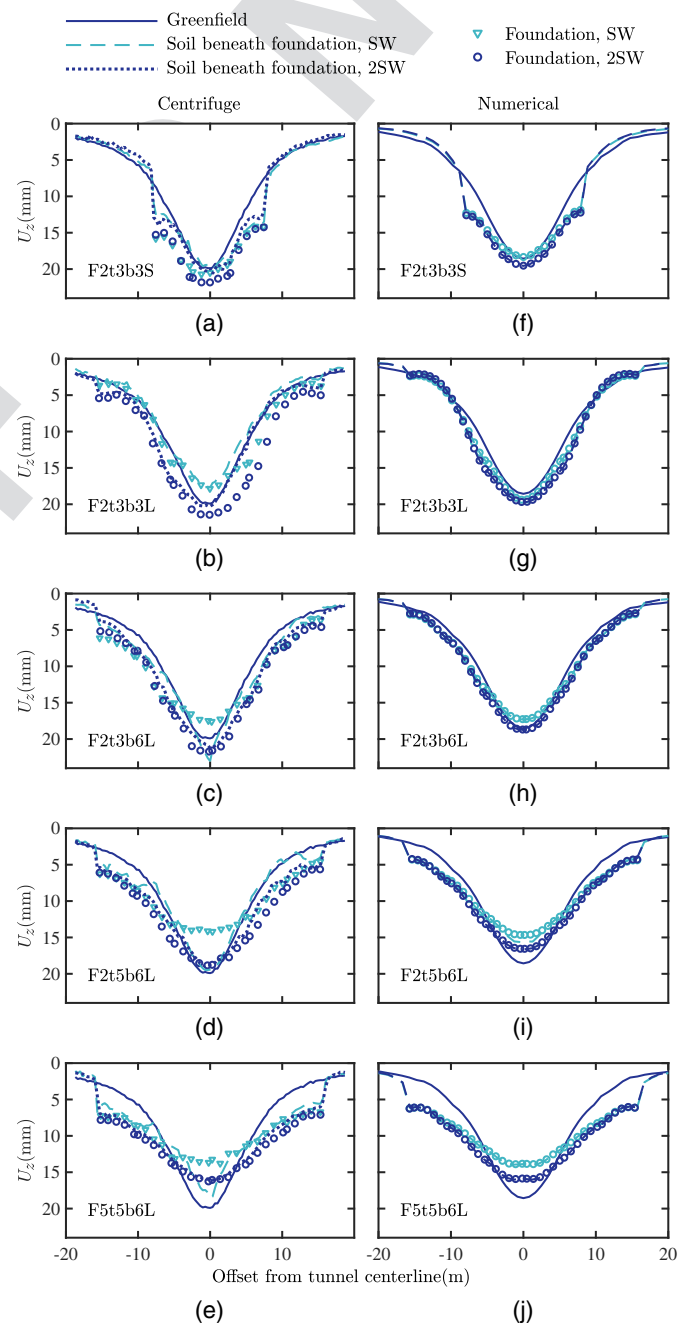 Greenfield
Soil beneath foundation, SW
Soil beneath foundation, 2SW
Foundation, SW
Foundation, 2SW
Centrifuge
Numerical
0
5
10
15
20
U_z(mm)
F2t3b3S
(a)
F2t3b3S
(f)
0
5
10
15
20
U_z(mm)
F2t3b3L
(b)
F2t3b3L
(g)
0
5
10
15
20
U_z(mm)
F2t3b6L
(c)
F2t3b6L
(h)
0
5
10
15
20
U_z(mm)
F2t5b6L
(d)
F2t5b6L
(i)
0
5
10
15
20
U_z(mm)
F5t5b6L
F5t5b6L
-20 -10 0 10 -20 -10 0 10 20
Offset from tunnel centerline(m)
(e)
(j)